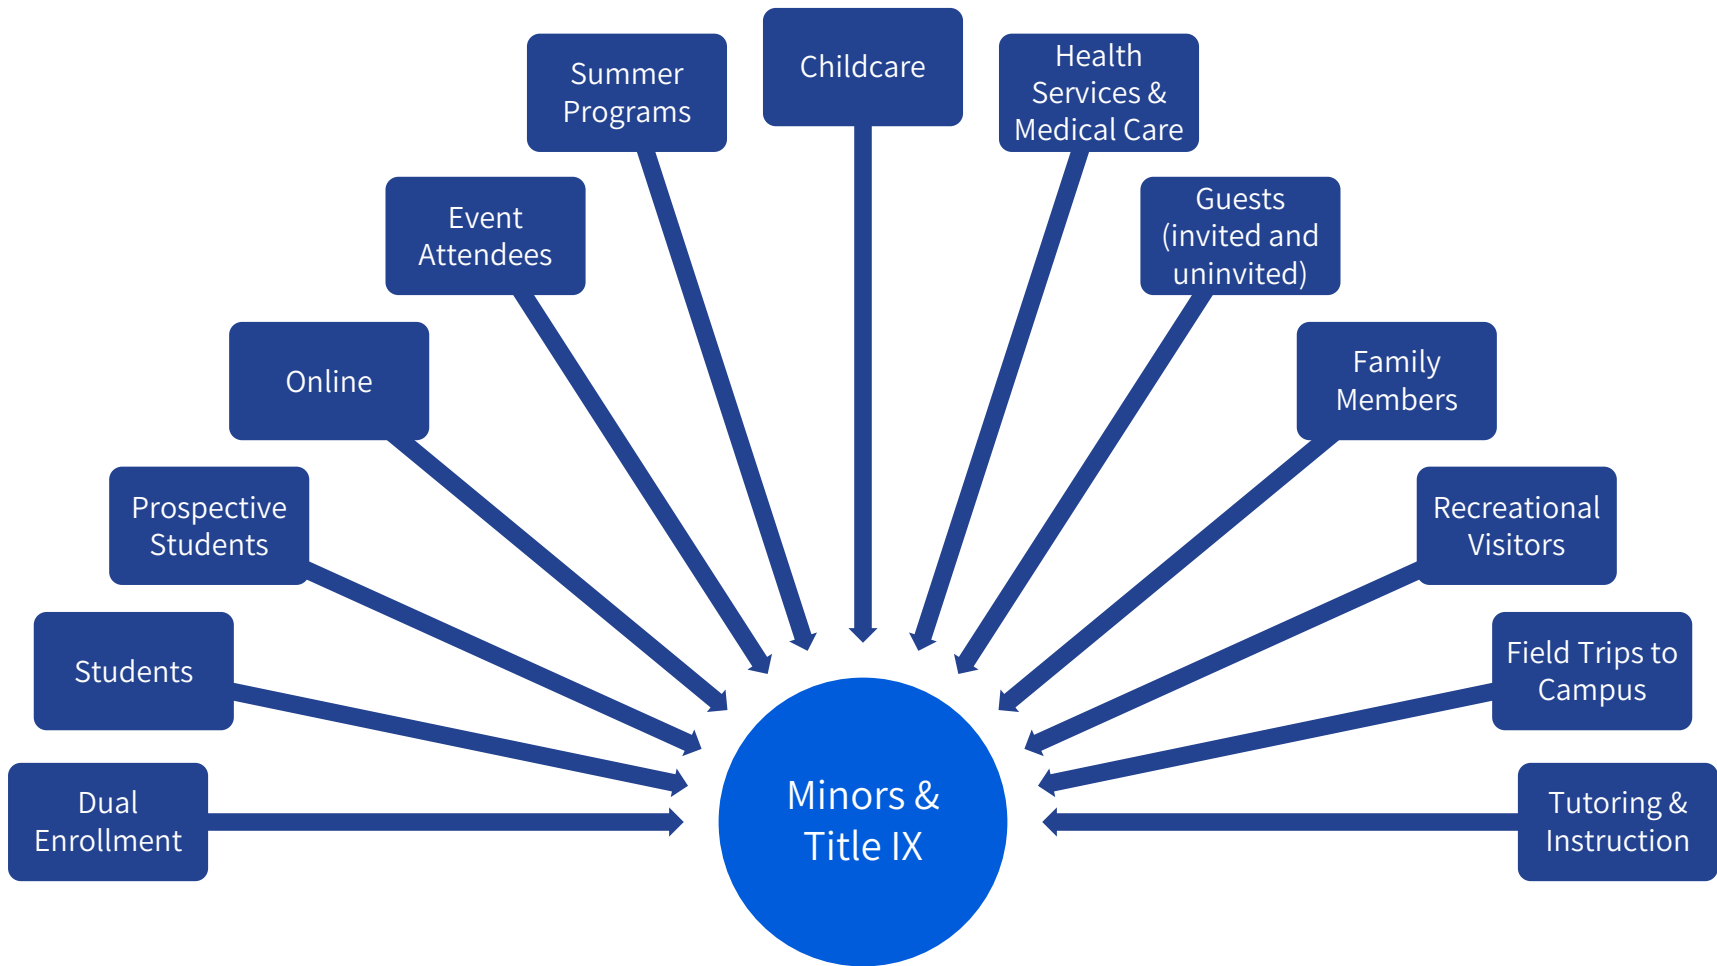 Childcare
Summer
Programs
Health
Services &
Medical Care
Event
Attendees
Guests
(invited and
uninvited)
Online
Family
Members
Prospective
Students
Recreational
Visitors
Students
Field Trips to
Campus
Dual
Enrollment
Minors &
Title IX
Tutoring &
Instruction